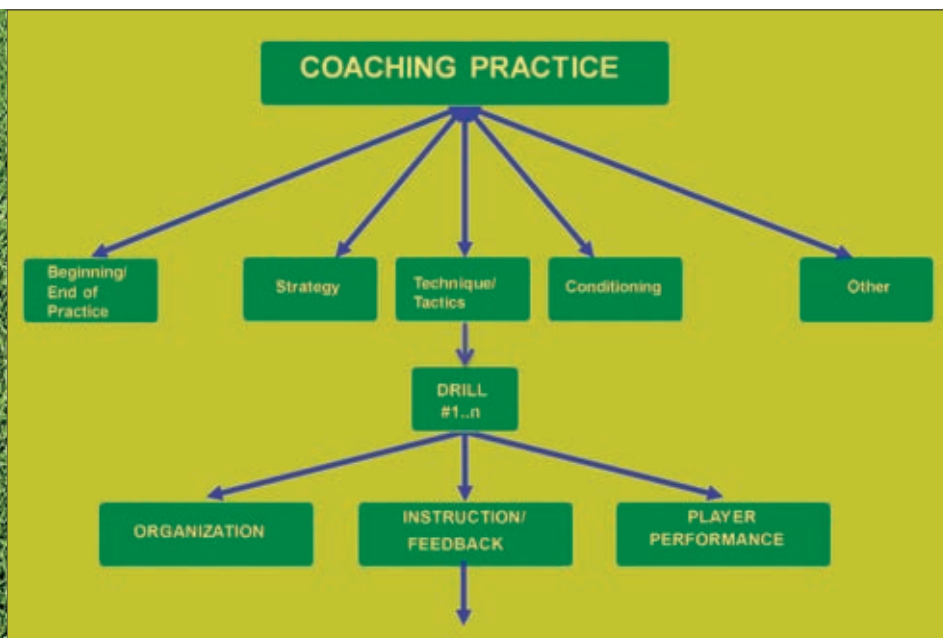 COACHING PRACTICE
Beginning/
End of
Practice
Strategy
Technique/
Tactics
Conditioning
Other
DRILL
#1..n
ORGANIZATION
INSTRUCTION/
FEEDBACK
PLAYER
PERFORMANCE